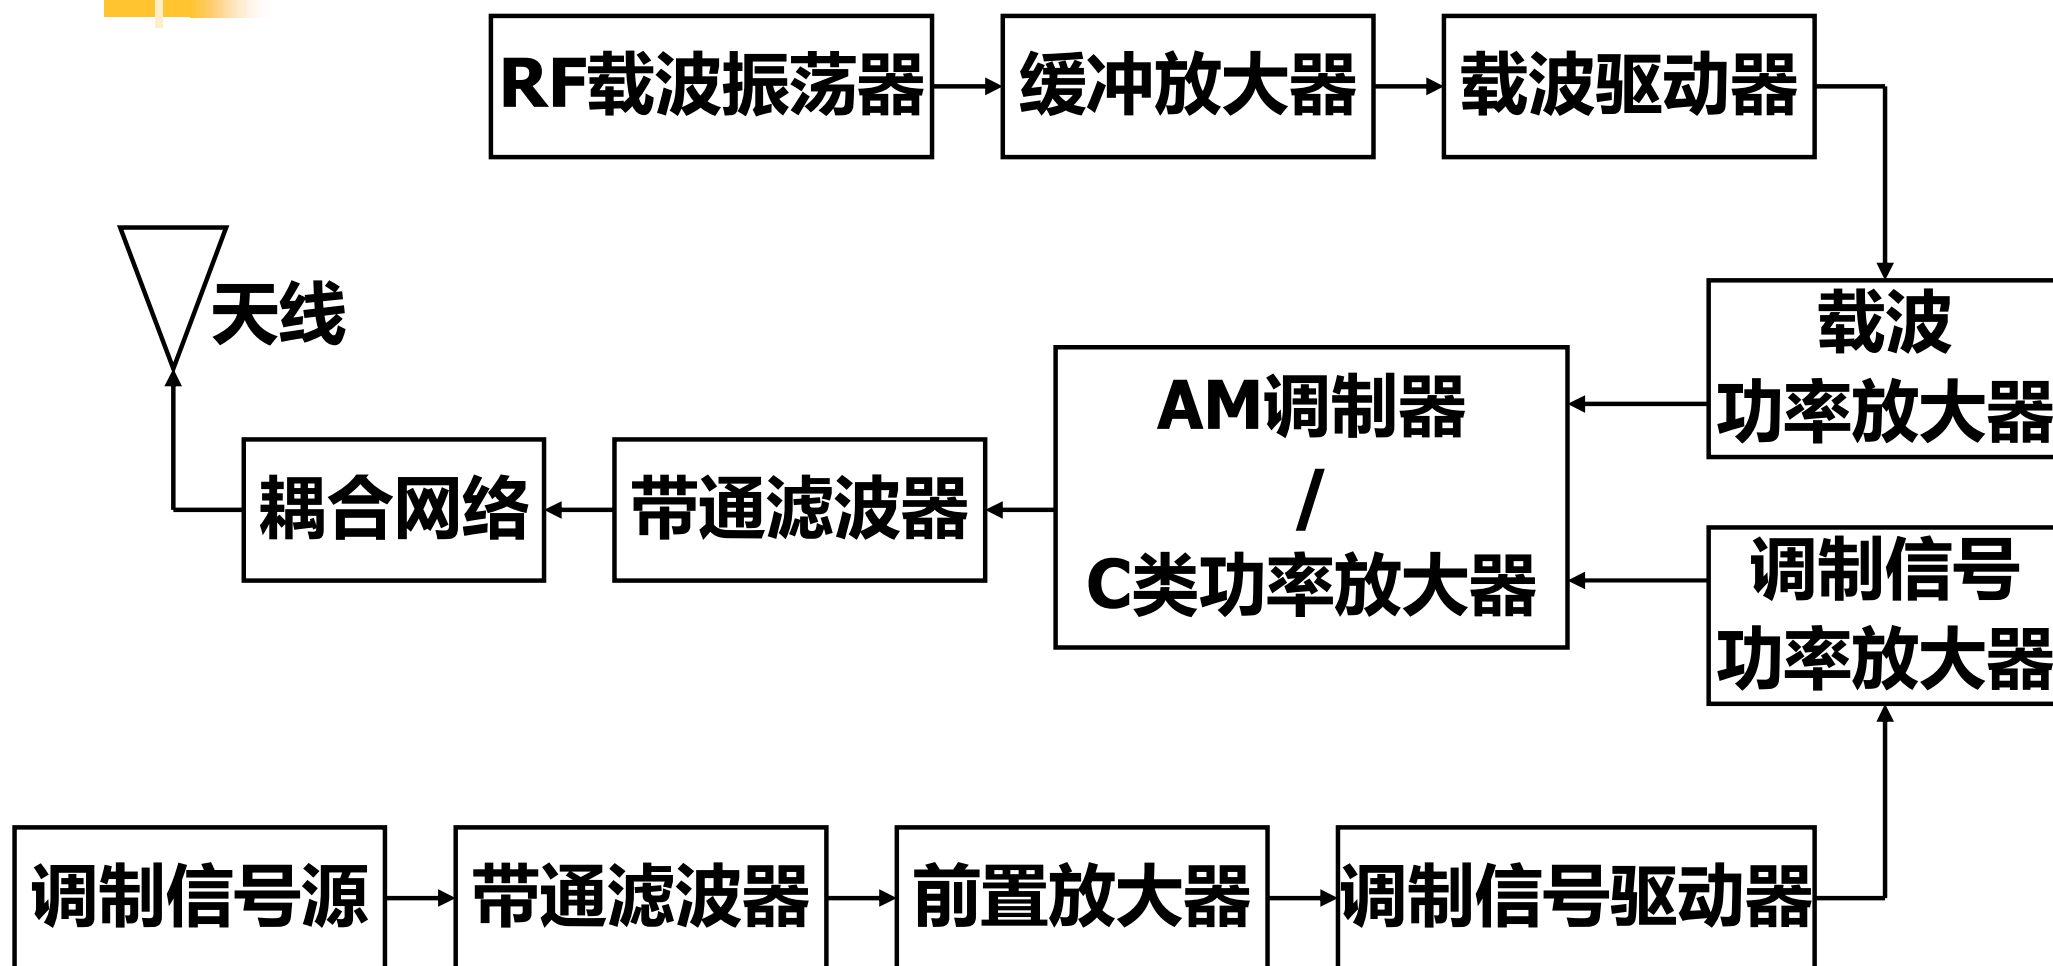 RF载波振荡器
缓冲放大器
载波驱动器
天线
载波
功率放大器
AM调制器
/
C类功率放大器
耦合网络
带通滤波器
调制信号
功率放大器
调制信号源
带通滤波器
前置放大器
调制信号驱动器